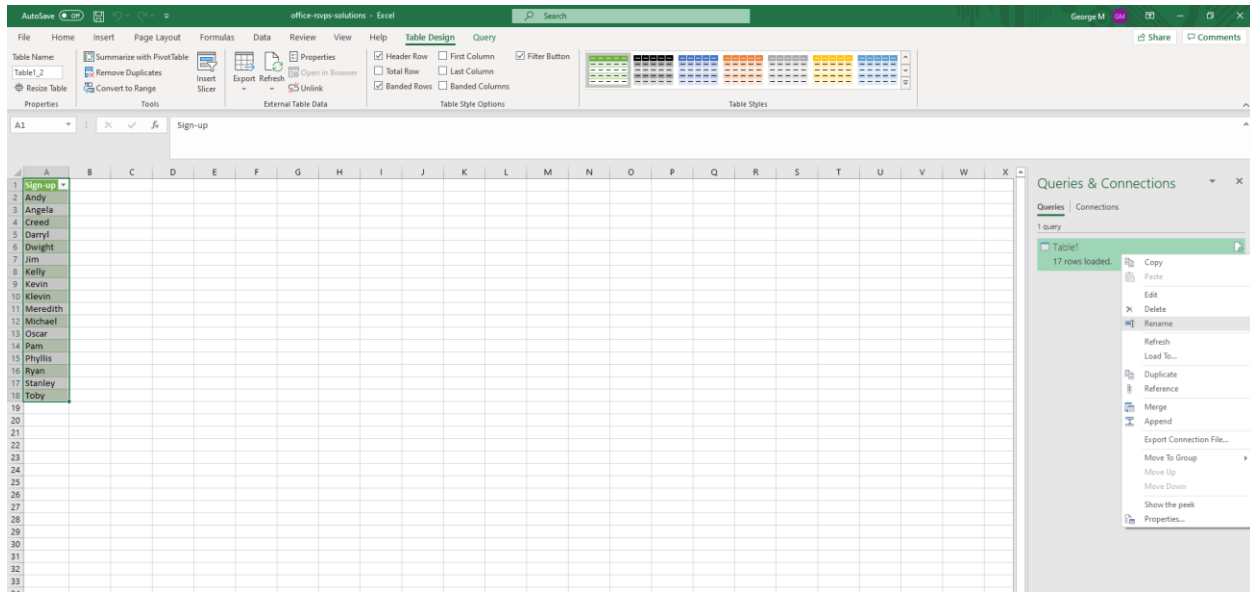 AutoSave Off office-rsvps-solutions - Excel Search George M GM
File Home Insert Page Layout Formulas Data Review View Help Table Design Query Share Comments
Table Name:
Table1_2
Resize Table
Properties
Summarize with PivotTable
Remove Duplicates
Convert to Range
Insert
Slicer
Tools
Export
Refresh
Properties
Open in Browser
Unlink
External Table Data
Header Row First Column Filter Button
Total Row Last Column
Banded Rows Banded Columns
Table Style Options
Table Styles
A1 fx Sign-up
A B C D E F G H I J K L M N O P Q R S T U V W X
1 Sign-up
2 Andy
3 Angela
4 Creed
5 Darryl
6 Dwight
7 Jim
8 Kelly
9 Kevin
10 Klevin
11 Meredith
12 Michael
13 Oscar
14 Pam
15 Phyllis
16 Ryan
17 Stanley
18 Toby
19
20
21
22
23
24
25
26
27
28
29
30
31
32
33
Queries & Connections
Queries Connections
1 query
Table1
17 rows loaded.
Copy
Paste
Edit
Delete
Rename
Refresh
Load To...
Duplicate
Reference
Merge
Append
Export Connection File...
Move To Group
Move Up
Move Down
Show the peek
Properties...